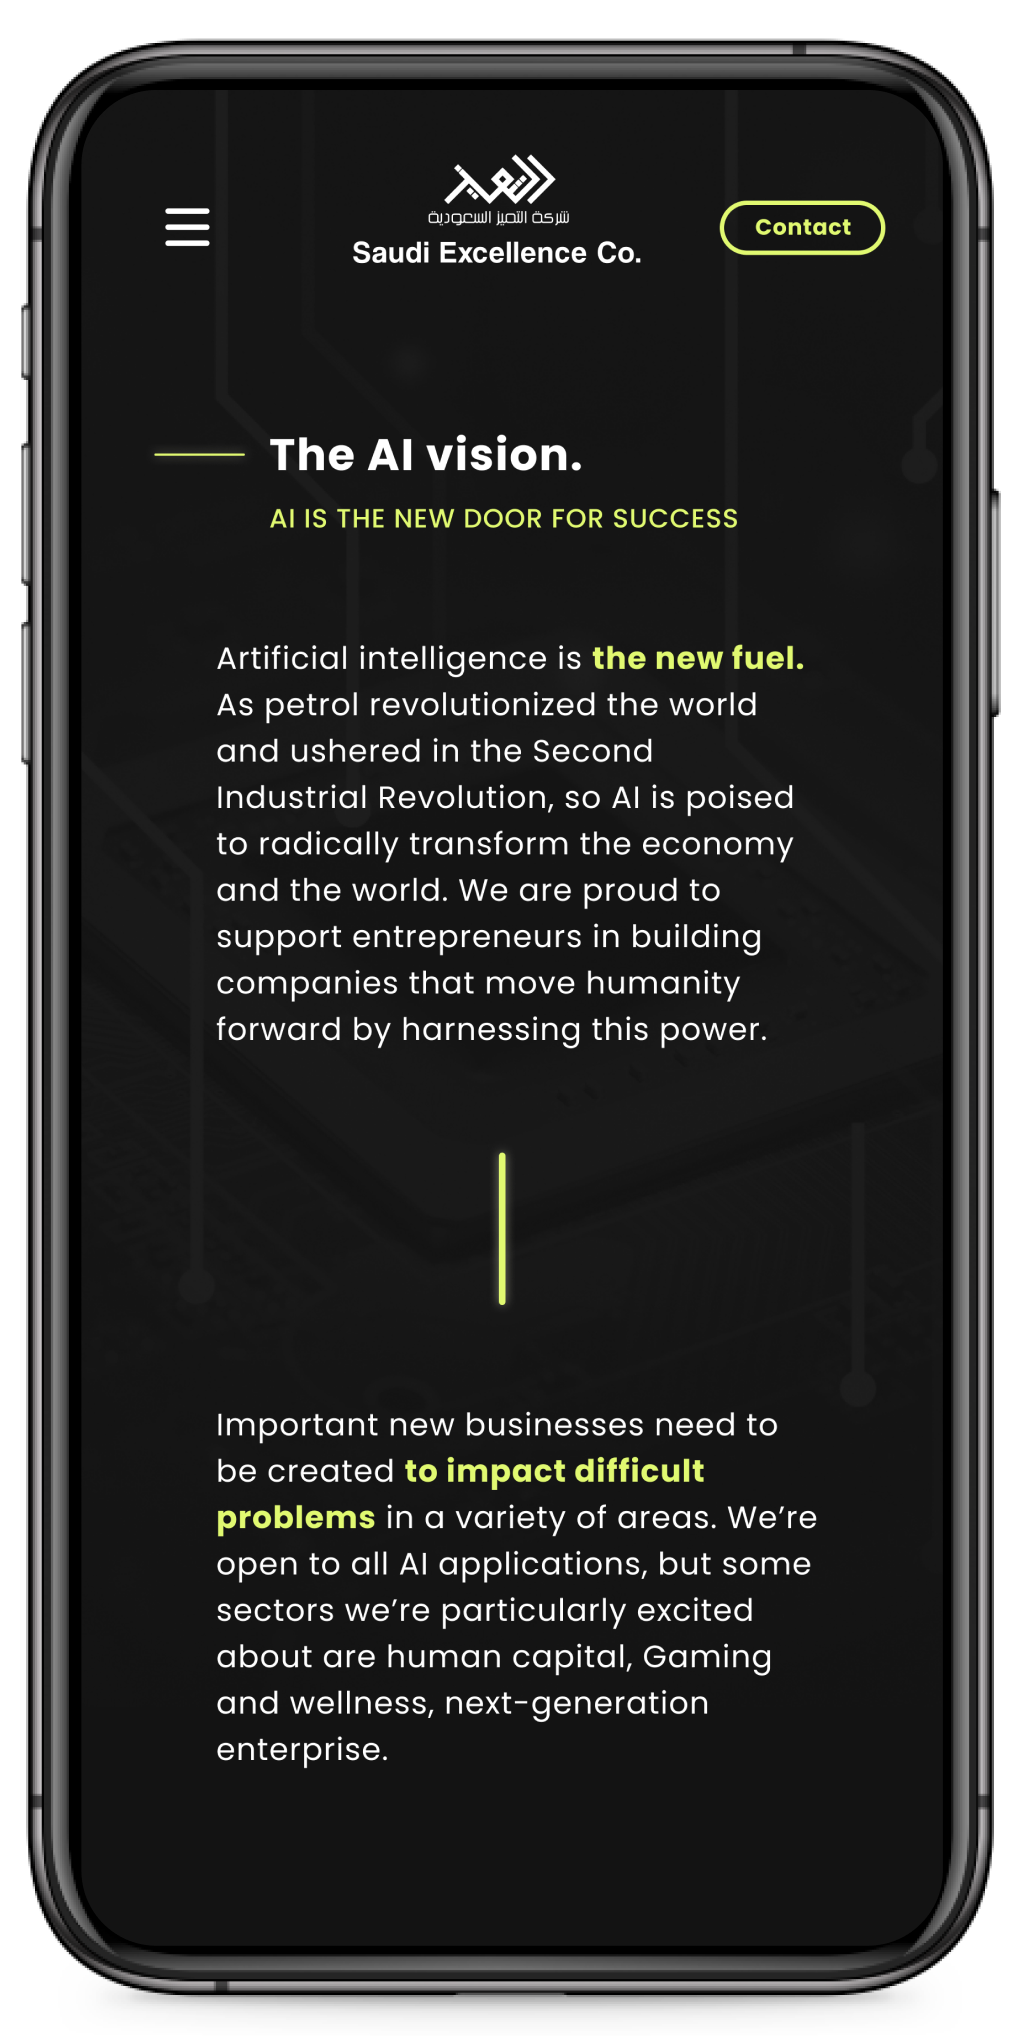 شركة التميز السعودية
Saudi Excellence Co.
Contact
The AI vision.
AI IS THE NEW DOOR FOR SUCCESS
Artificial intelligence is the new fuel.
As petrol revolutionized the world
and ushered in the Second
Industrial Revolution, so AI is poised
to radically transform the economy
and the world. We are proud to
support entrepreneurs in building
companies that move humanity
forward by harnessing this power.
Important new businesses need to
be created to impact difficult
problems in a variety of areas. We’re
open to all AI applications, but some
sectors we’re particularly excited
about are human capital, Gaming
and wellness, next-generation
enterprise.